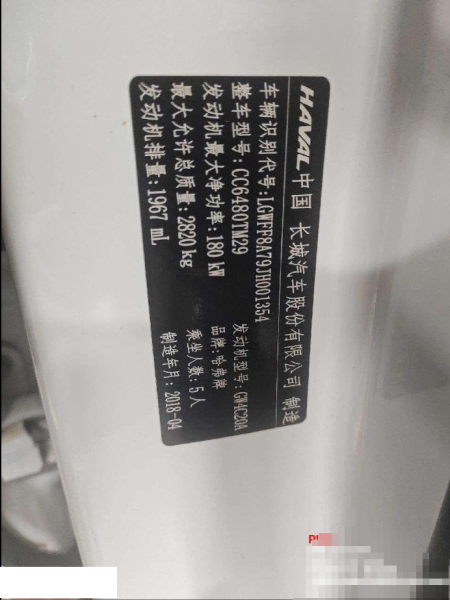 HAVAL 中国 长城汽车股份有限公司 制造
车辆识别代号:LGWFF8A79JH001354
整车型号:CC6480TM29 发动机型号:GW4C20A
发动机最大净功率:180 kW 品牌:哈弗牌
最大允许总质量:2820 kg 乘坐人数:5人
发动机排量:1967 mL 制造年月:2018-04